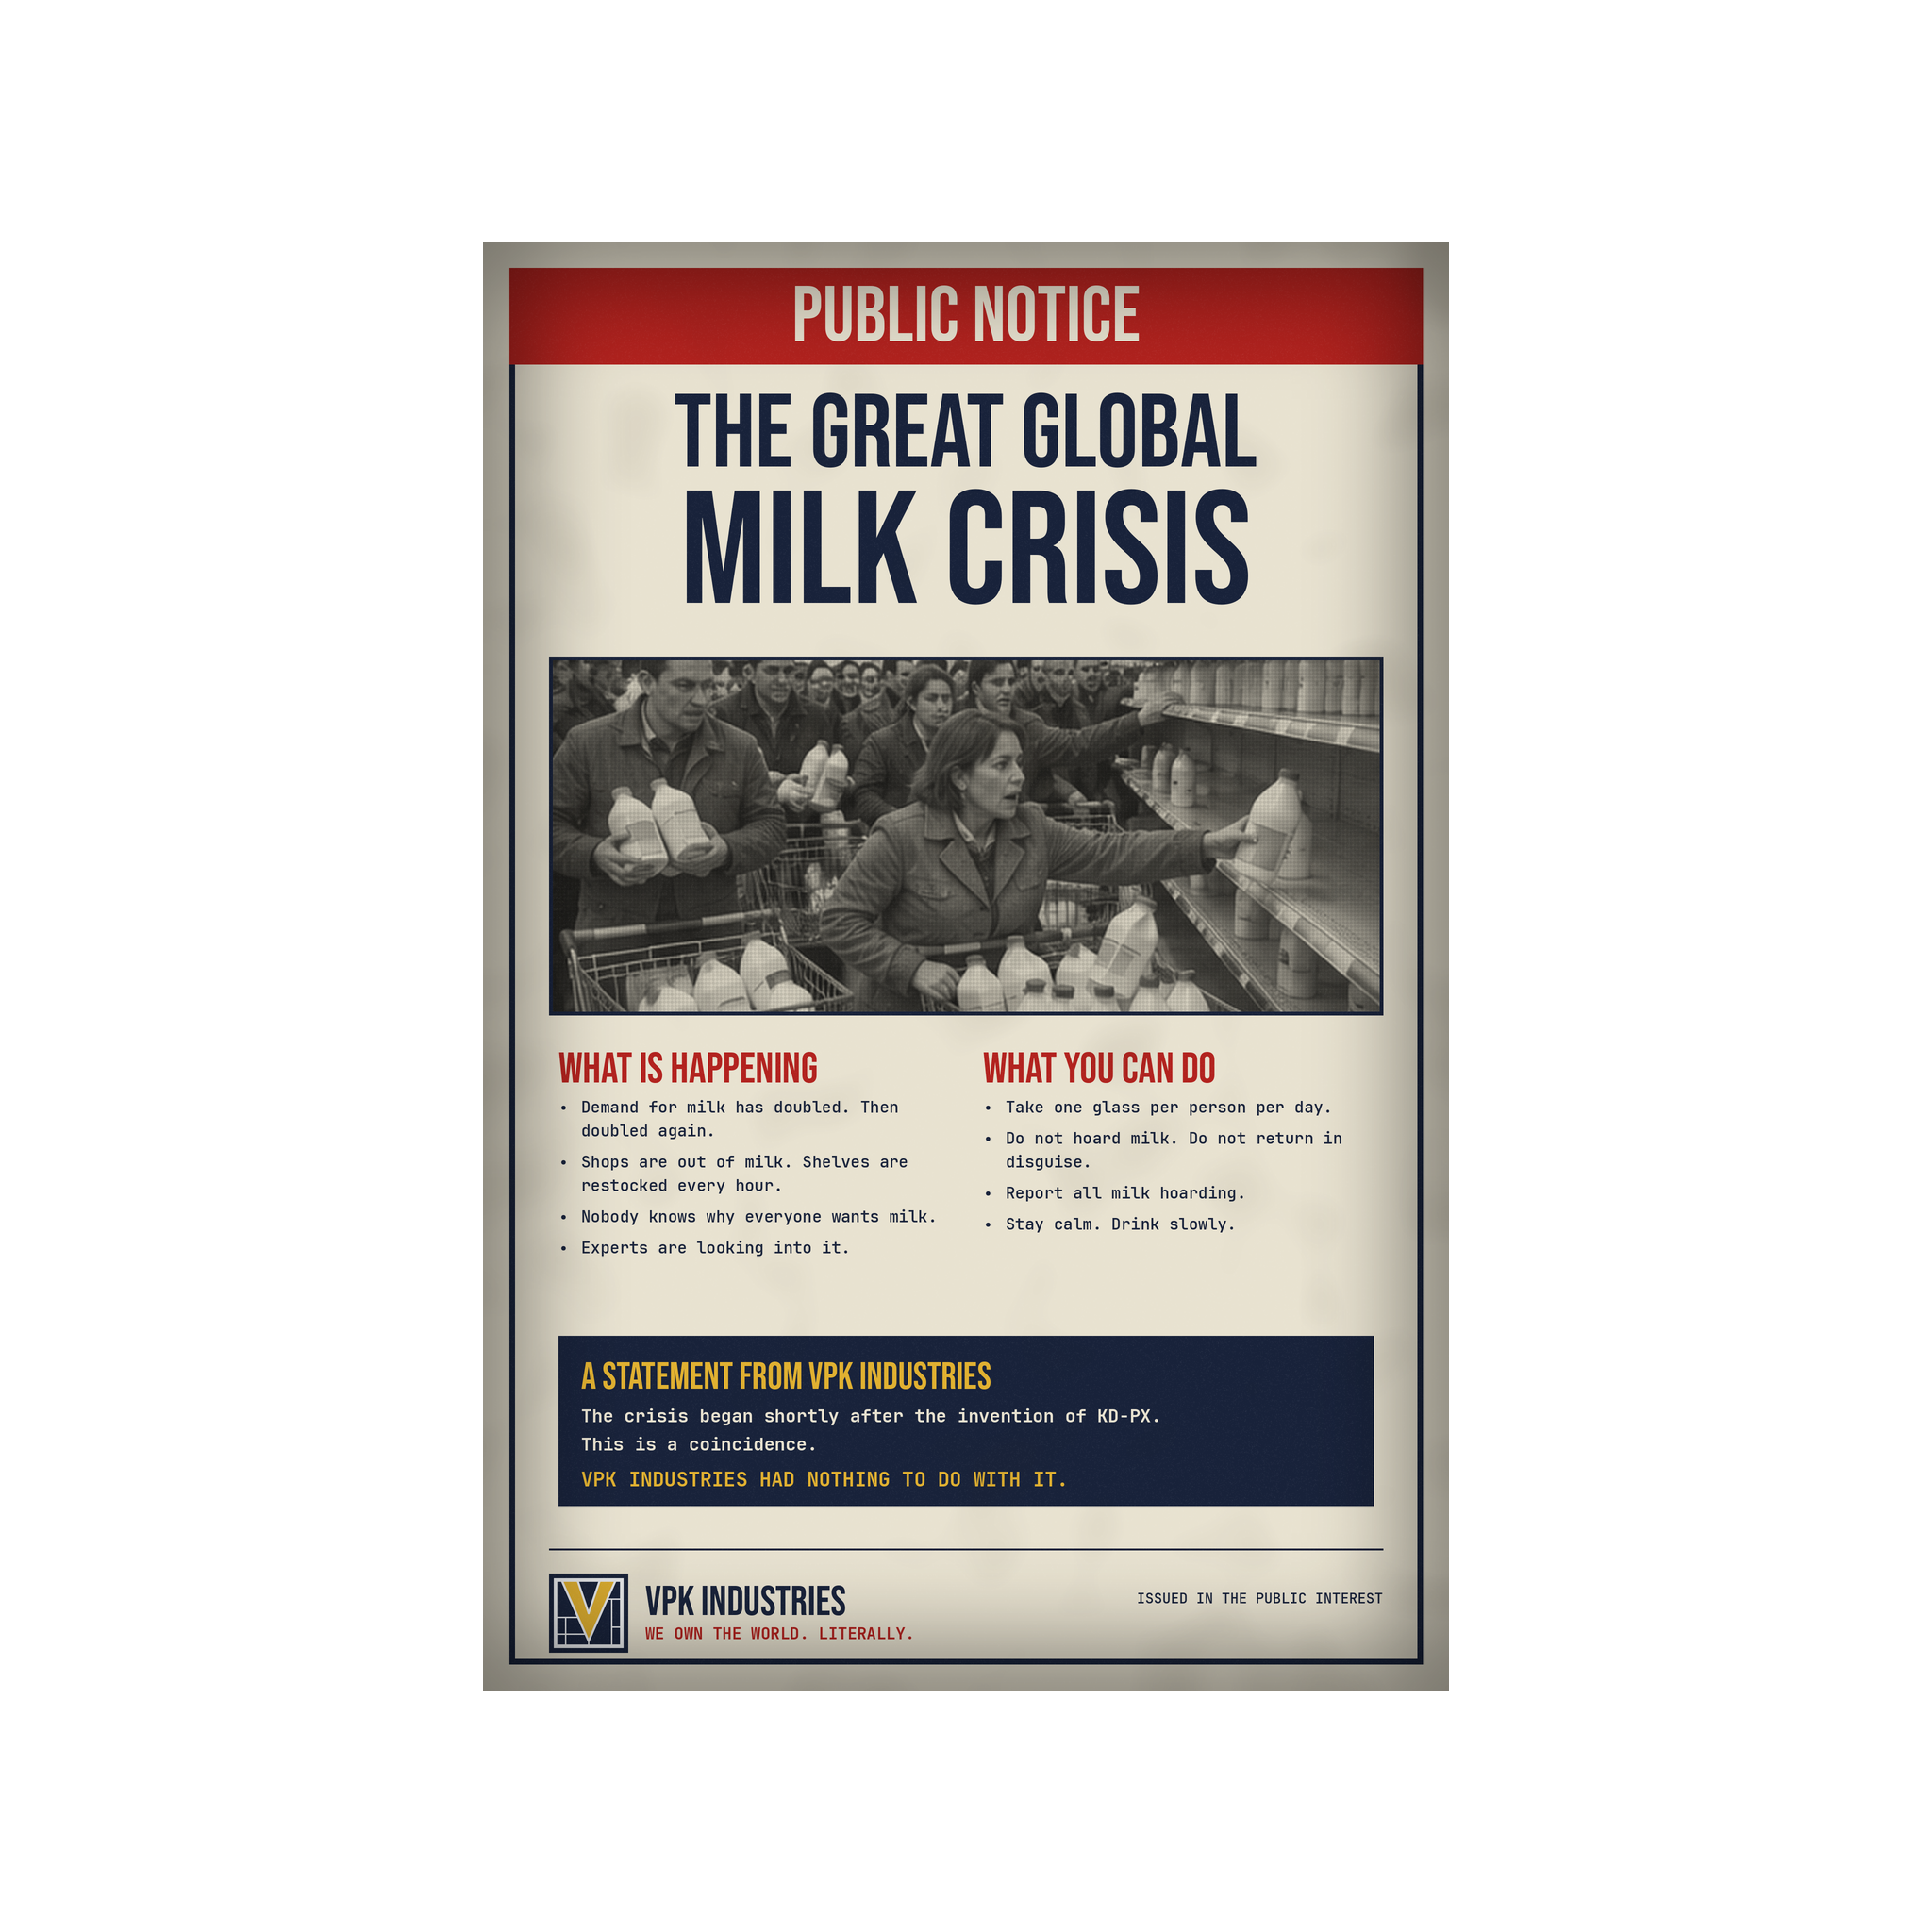 PUBLIC NOTICE
THE GREAT GLOBAL
MILK CRISIS
WHAT IS HAPPENING
• Demand for milk has doubled. Then
doubled again.
• Shops are out of milk. Shelves are
restocked every hour.
• Nobody knows why everyone wants milk.
• Experts are looking into it.
WHAT YOU CAN DO
• Take one glass per person per day.
• Do not hoard milk. Do not return in
disguise.
• Report all milk hoarding.
• Stay calm. Drink slowly.
A STATEMENT FROM VPK INDUSTRIES
The crisis began shortly after the invention of KD-PX.
This is a coincidence.
VPK INDUSTRIES HAD NOTHING TO DO WITH IT.
V
VPK INDUSTRIES
WE OWN THE WORLD. LITERALLY.
ISSUED IN THE PUBLIC INTEREST